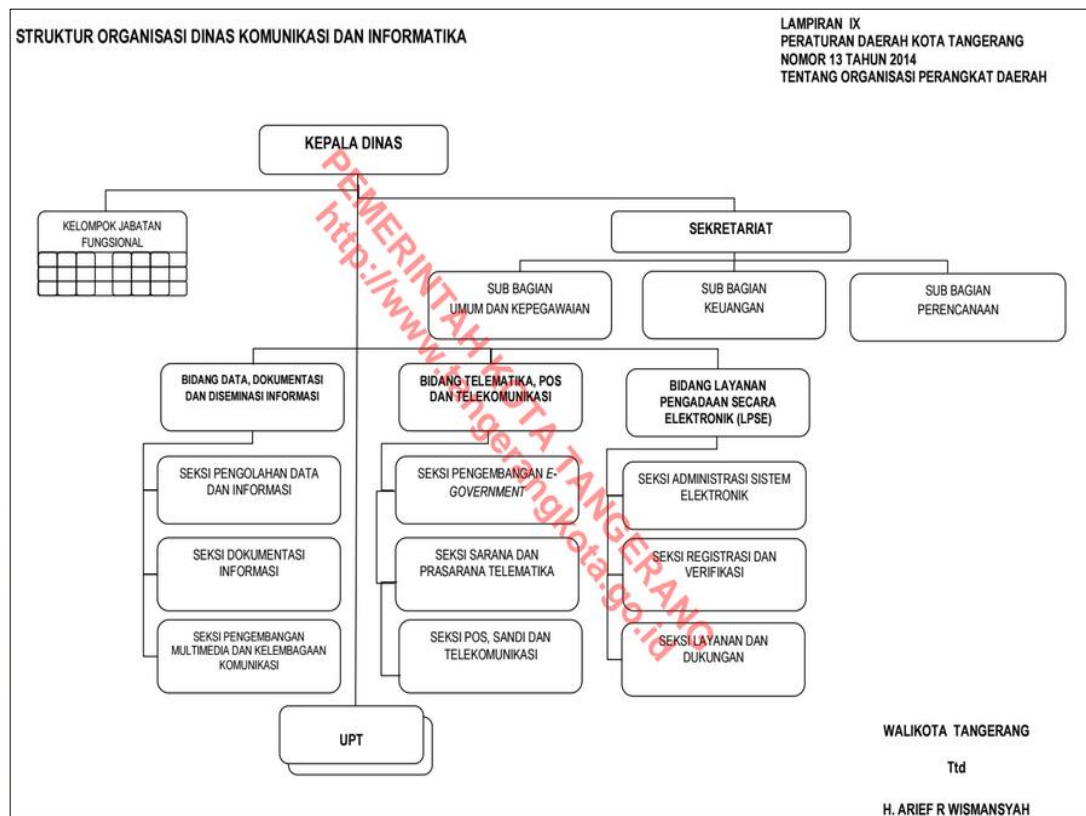 STRUKTUR ORGANISASI DINAS KOMUNIKASI DAN INFORMATIKA
LAMPIRAN IX
PERATURAN DAERAH KOTA TANGERANG
NOMOR 13 TAHUN 2014
TENTANG ORGANISASI PERANGKAT DAERAH
KEPALA DINAS
KELOMPOK JABATAN
FUNGSIONAL
SEKRETARIAT
SUB BAGIAN
UMUM DAN KEPEGAWAIAN
SUB BAGIAN
KEUANGAN
SUB BAGIAN
PERENCANAAN
BIDANG DATA, DOKUMENTASI
DAN DISEMINASI INFORMASI
BIDANG TELEMATIKA, POS
DAN TELEKOMUNIKASI
BIDANG LAYANAN
PENGADAAN SECARA
ELEKTRONIK (LPSE)
SEKSI PENGOLAHAN DATA
DAN INFORMASI
SEKSI PENGEMBANGAN E-
GOVERNMENT
SEKSI ADMINISTRASI SISTEM
ELEKTRONIK
SEKSI DOKUMENTASI
INFORMASI
SEKSI SARANA DAN
PRASARANA TELEMATIKA
SEKSI REGISTRASI DAN
VERIFIKASI
SEKSI PENGEMBANGAN
MULTIMEDIA DAN KELEMBAGAAN
KOMUNIKASI
SEKSI POS, SANDI DAN
TELEKOMUNIKASI
SEKSI LAYANAN DAN
DUKUNGAN
UPT
WALIKOTA TANGERANG
Ttd
H. ARIEF R WISMANSYAH
PEMERINTAH KOTA TANGERANG
http://www.tangerangkota.go.id